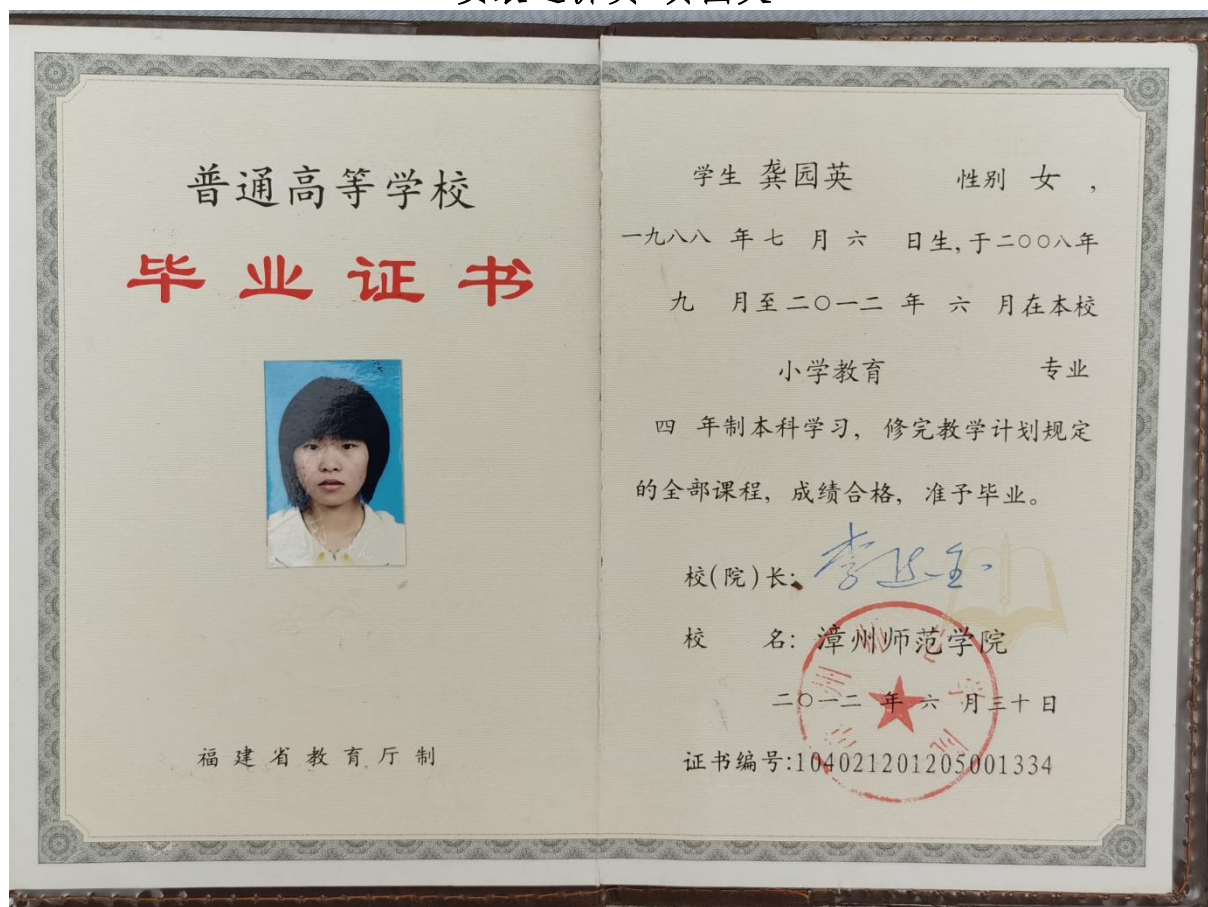 普通高等学校
毕业证书
福建省教育厅制
学生 龚园英 性别 女 ,
一九八八 年 七 月 六 日生,于二〇〇八年
九 月至二〇一二 年 六 月在本校
小学教育 专业
四 年制本科学习, 修完教学计划规定
的全部课程, 成绩合格, 准予毕业。
校(院)长:
校 名: 漳州师范学院
二〇一二 年 六 月三十日
证书编号:104021201205001334